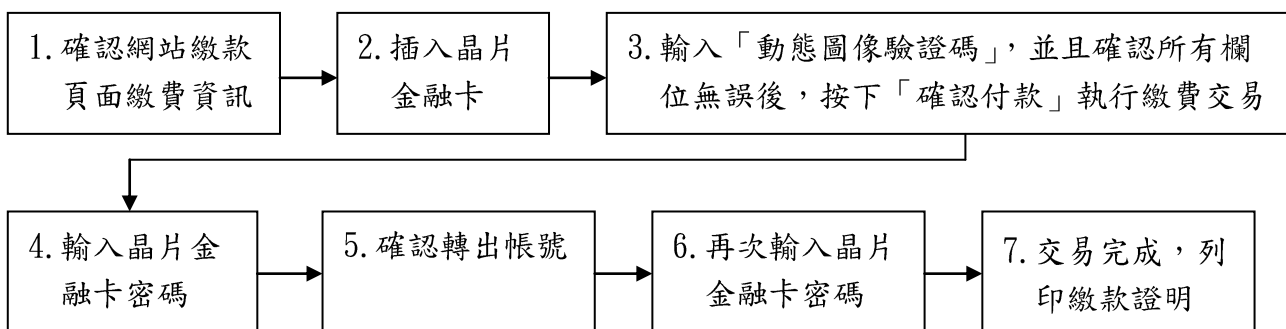 1.確認網站繳款
頁面繳費資訊
2.插入晶片
金融卡
3.輸入「動態圖像驗證碼」,並且確認所有欄
位無誤後,按下「確認付款」執行繳費交易
4.輸入晶片金
融卡密碼
5.確認轉出帳號
6.再次輸入晶片
金融卡密碼
7.交易完成,列
印繳款證明